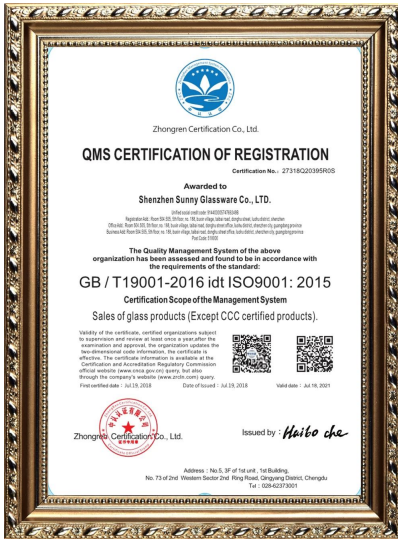 Zhongren Certification Co., Ltd.
QMS CERTIFICATION OF REGISTRATION
Certification No.: 27318Q20395R0S
Awarded to
Shenzhen Sunny Glassware Co., LTD.
The Quality Management System of the above
organization has been assessed and found to be in accordance with
the requirements of the standard:
GB / T19001-2016 idt ISO9001: 2015
Certification Scope of the Management System
Sales of glass products (Except CCC certified products).
Validity of the certificate, certified organizations subject
to supervision and review at least once a year,after the
examination and approval, the organization updates the
two-dimensional code information, the certificate is
effective. The certificate information is available at the
Certification and Accreditation Regulatory Commission
official website (www.cnca.gov.cn) query, but also
through the company's website (www.zrclo.com) query.
First certified date : Jul.19, 2018 Date of Issued : Jul.19, 2018 Valid date : Jul.18, 2021
Zhongren Certification Co., Ltd.
Issued by : Haibo che
Address : No.5, 3F of 1st unit , 1st Building,
No. 73 of 2nd Western Sector 2nd Ring Road, Qingyang District, Chengdu
Tel : 028-62373001